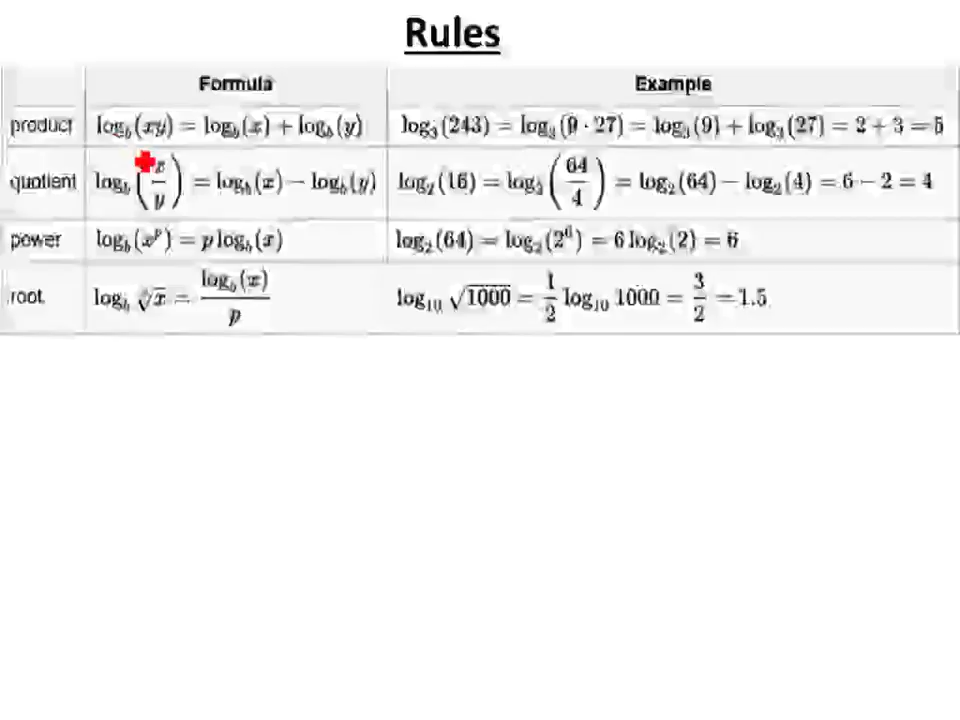 Rules
Formula Example
product log_b(xy) = log_b(x) + log_b(y) log_3(243) = log_3(9 · 27) = log_3(9) + log_3(27) = 2 + 3 = 5
quotient log_b(x/y) = log_b(x) − log_b(y) log_2(16) = log_2(64/4) = log_2(64) − log_2(4) = 6 − 2 = 4
power log_b(x^p) = p log_b(x) log_2(64) = log_2(2^6) = 6 log_2(2) = 6
root log_b ᵖ√x = log_b(x)/p log_10 √1000 = 1/2 log_10 1000 = 3/2 = 1.5